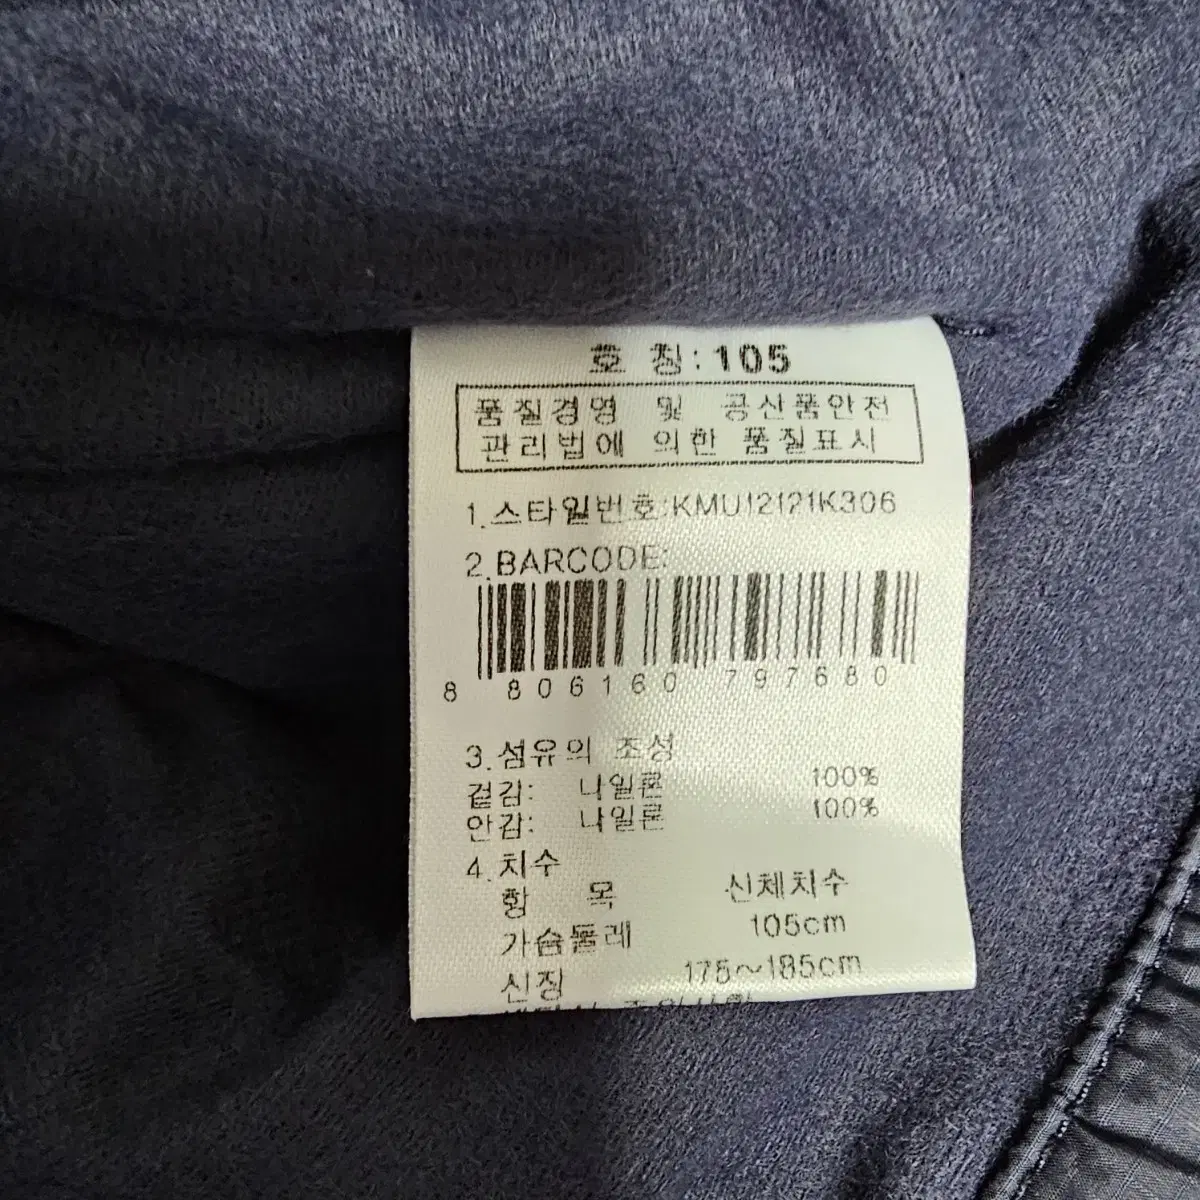 호 칭:105
품질경영 및 공산품안전
관리법에 의한 품질표시
1.스타일번호:KMU12121K306
2.BARCODE:
8 806160 797680
3.섬유의 조성
겉감: 나일론 100%
안감: 나일론 100%
4.치수
항 목 신체치수
가슴둘레 105cm
신장 175~185cm